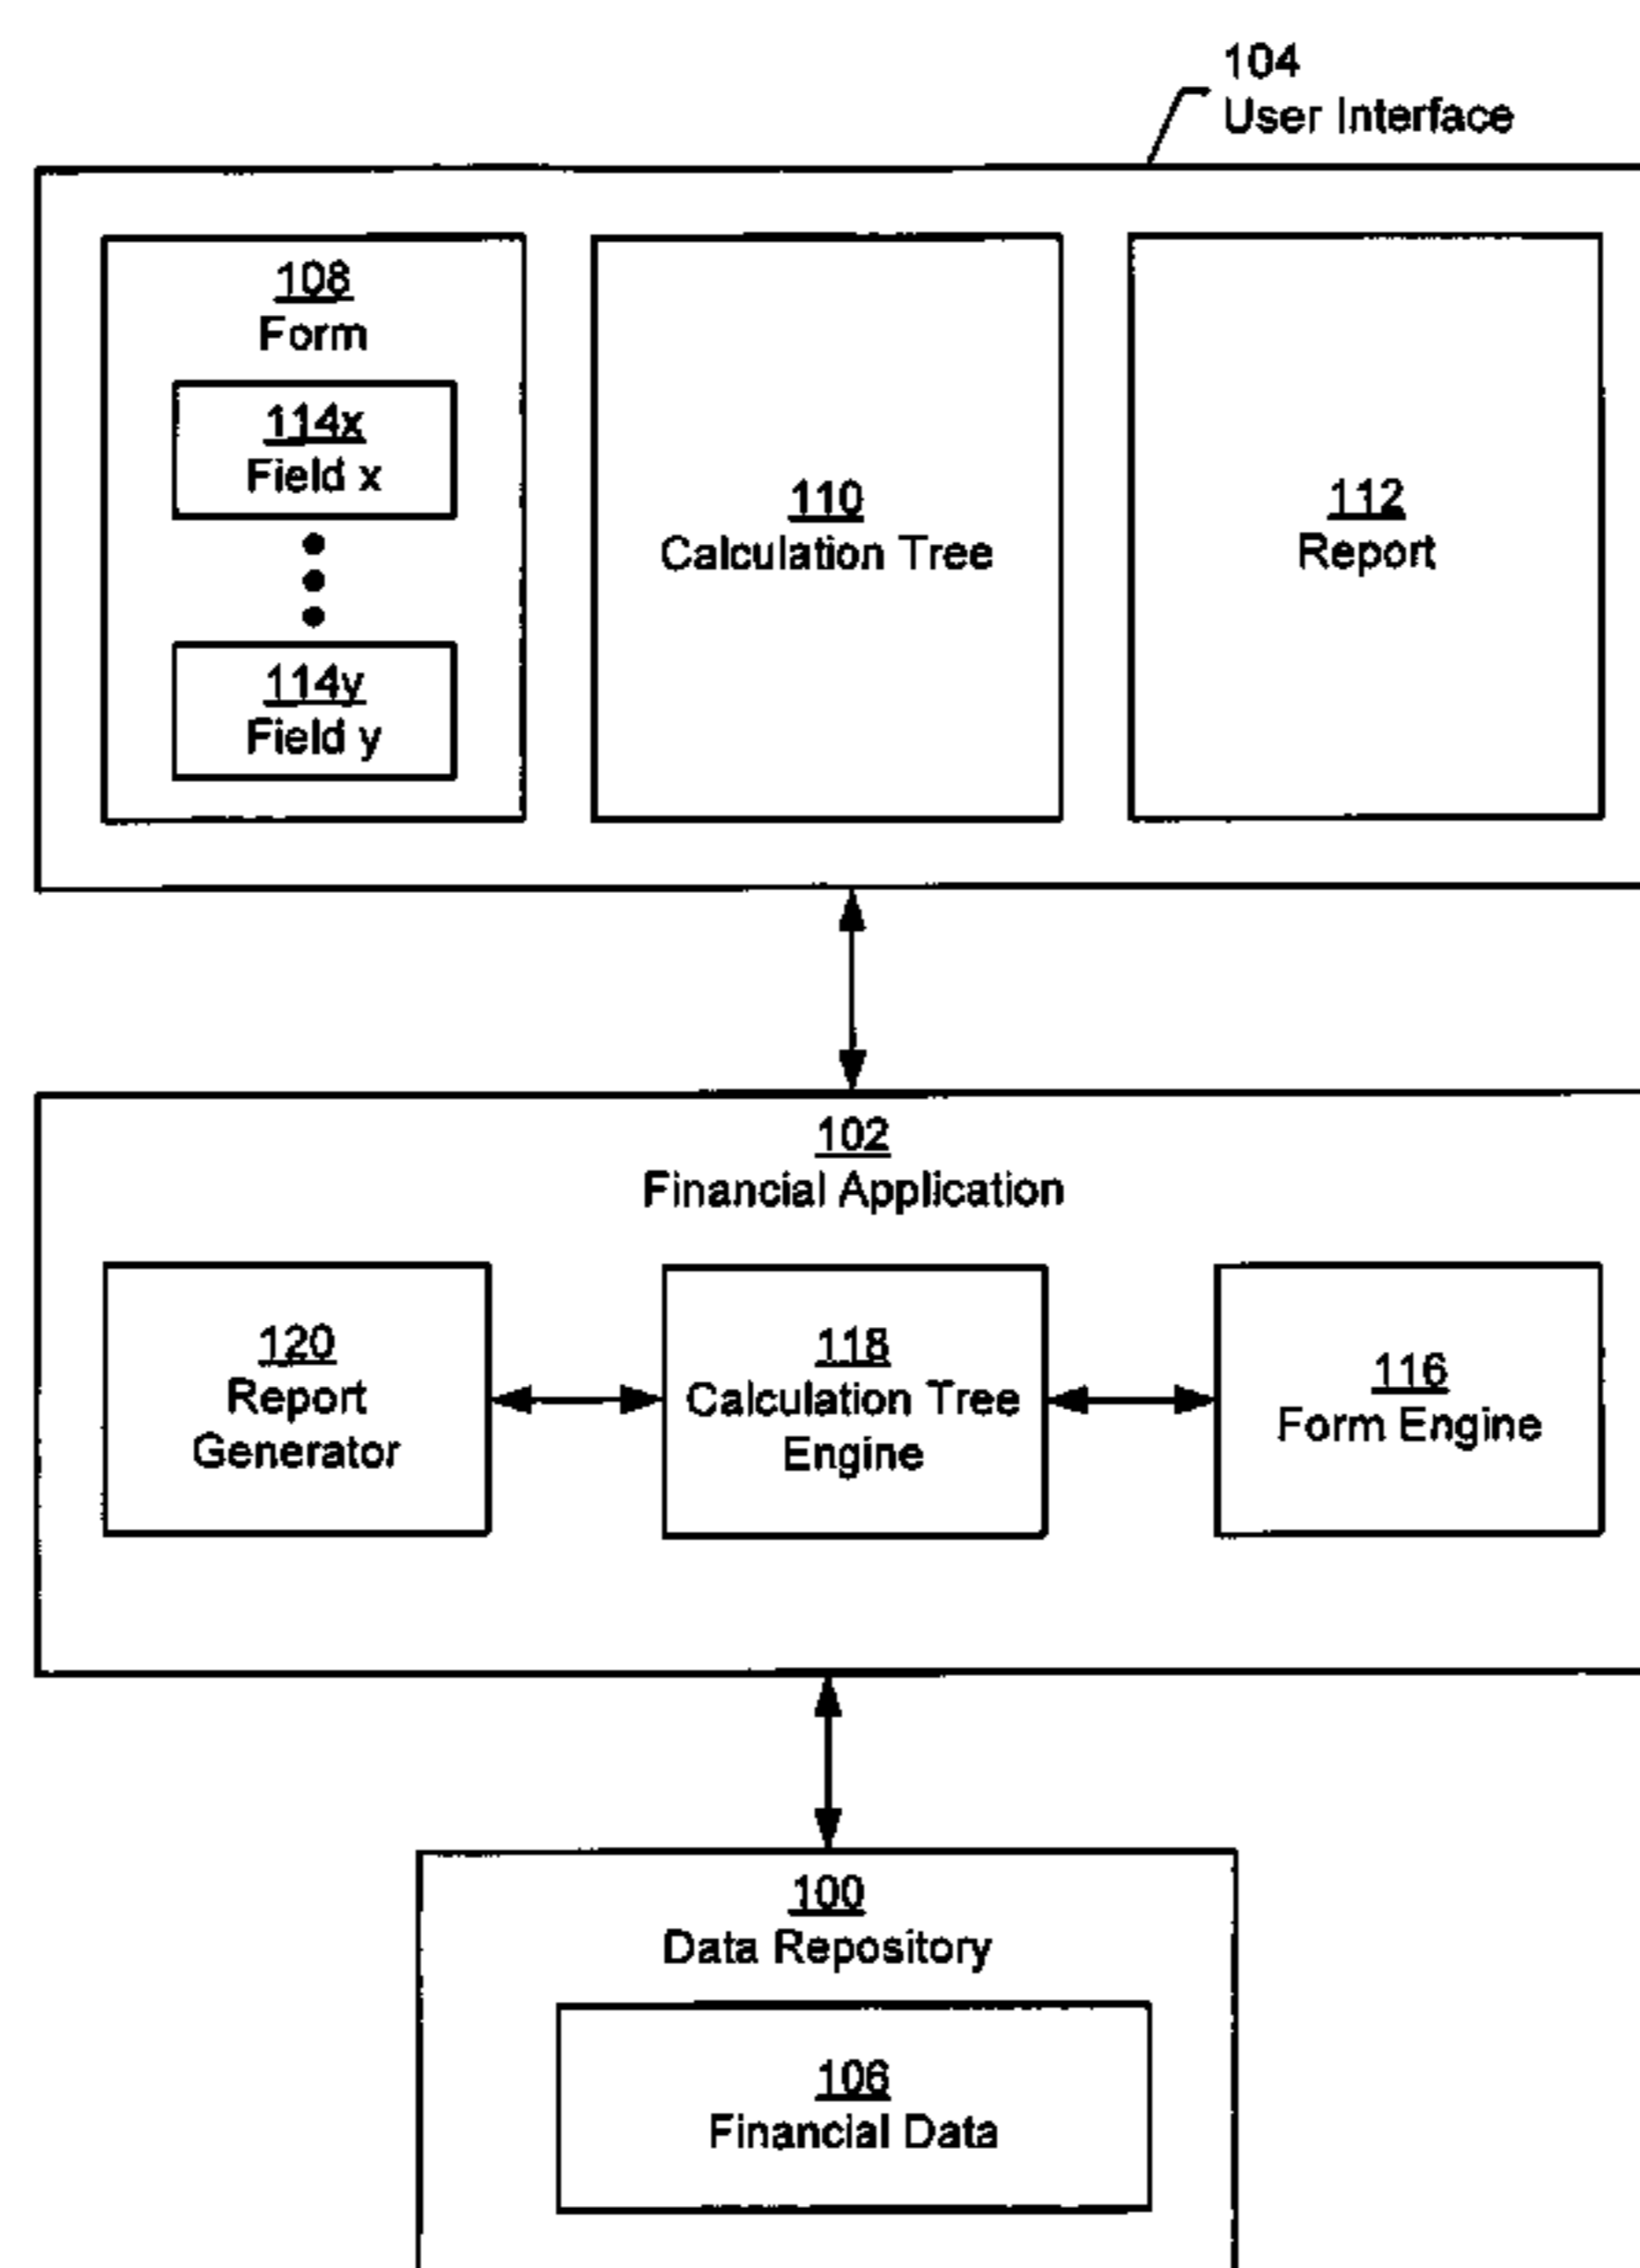 104
User Interface
108
Form
114x
Field x
114y
Field y
110
Calculation Tree
112
Report
102
Financial Application
120
Report
Generator
118
Calculation Tree
Engine
116
Form Engine
100
Data Repository
106
Financial Data